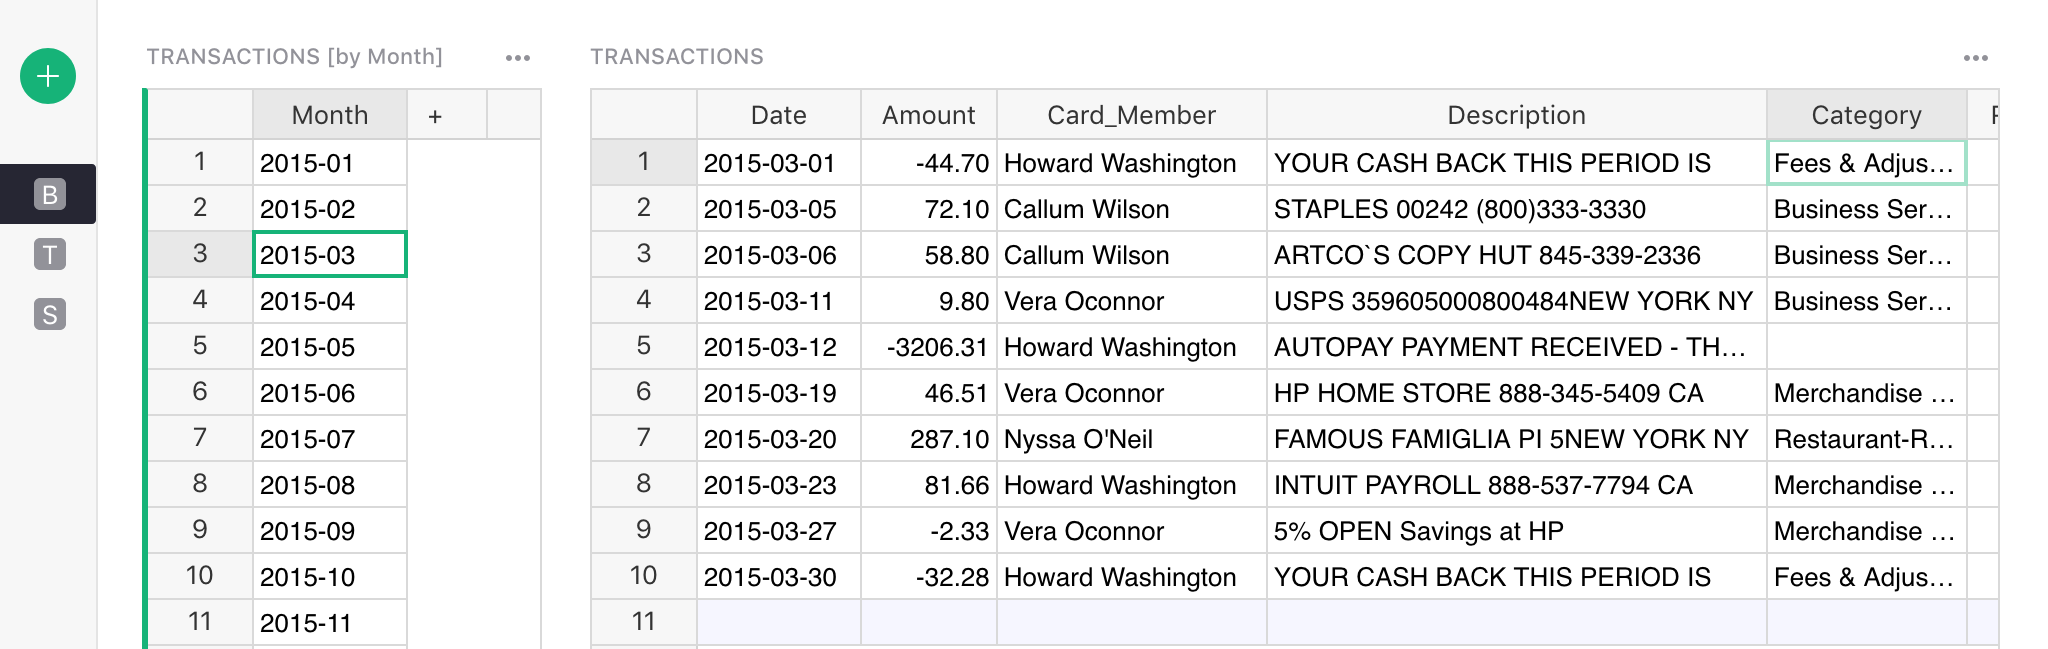 TRANSACTIONS [by Month] ••• TRANSACTIONS •••
+
B
T
S
Month +
1 2015-01
2 2015-02
3 2015-03
4 2015-04
5 2015-05
6 2015-06
7 2015-07
8 2015-08
9 2015-09
10 2015-10
11 2015-11
Date Amount Card_Member Description Category
1 2015-03-01 -44.70 Howard Washington YOUR CASH BACK THIS PERIOD IS Fees & Adjus...
2 2015-03-05 72.10 Callum Wilson STAPLES 00242 (800)333-3330 Business Ser...
3 2015-03-06 58.80 Callum Wilson ARTCO`S COPY HUT 845-339-2336 Business Ser...
4 2015-03-11 9.80 Vera Oconnor USPS 359605000800484NEW YORK NY Business Ser...
5 2015-03-12 -3206.31 Howard Washington AUTOPAY PAYMENT RECEIVED - TH...
6 2015-03-19 46.51 Vera Oconnor HP HOME STORE 888-345-5409 CA Merchandise ...
7 2015-03-20 287.10 Nyssa O'Neil FAMOUS FAMIGLIA PI 5NEW YORK NY Restaurant-R...
8 2015-03-23 81.66 Howard Washington INTUIT PAYROLL 888-537-7794 CA Merchandise ...
9 2015-03-27 -2.33 Vera Oconnor 5% OPEN Savings at HP Merchandise ...
10 2015-03-30 -32.28 Howard Washington YOUR CASH BACK THIS PERIOD IS Fees & Adjus...
11